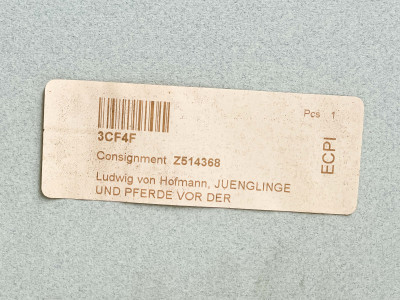 Pcs 1
3CF4F
Consignment Z514368
ECPI
Ludwig von Hofmann, JUENGLINGE
UND PFERDE VOR DER